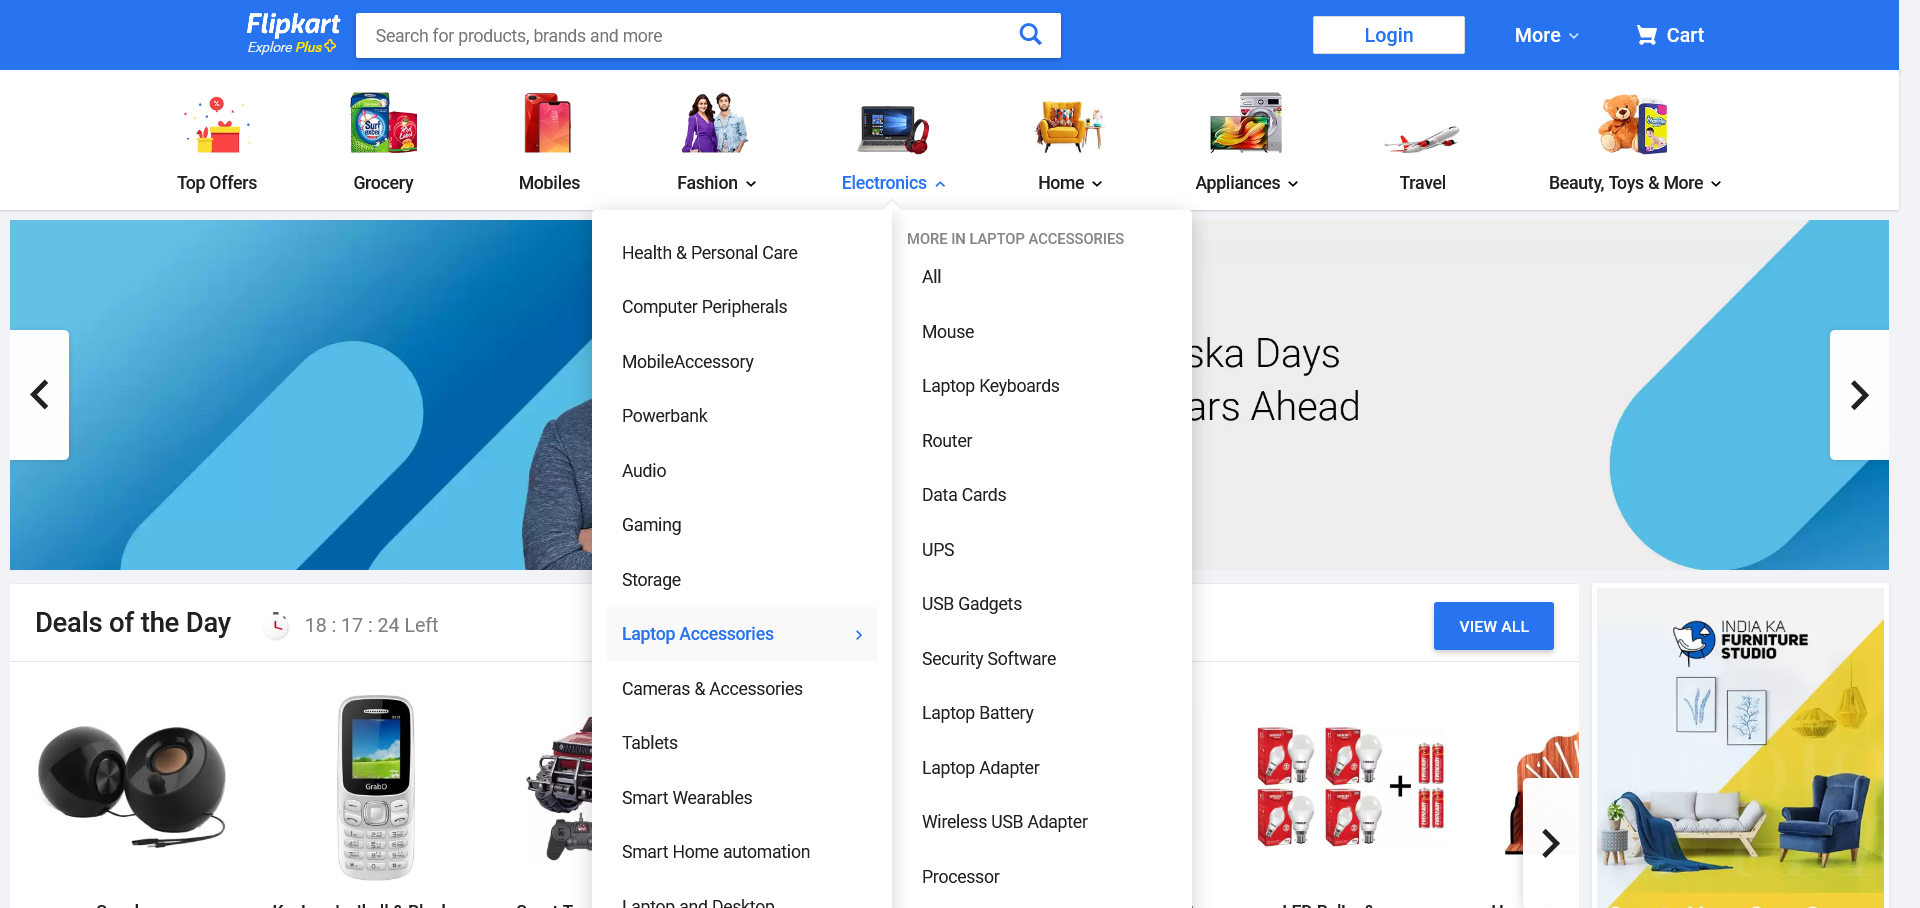 Flipkart
Explore Plus
Search for products, brands and more
Login
More
Cart
Top Offers
Grocery
Mobiles
Fashion
Electronics
Home
Appliances
Travel
Beauty, Toys & More
Health & Personal Care
Computer Peripherals
MobileAccessory
Powerbank
Audio
Gaming
Storage
Laptop Accessories
Cameras & Accessories
Tablets
Smart Wearables
Smart Home automation
Laptop and Desktop
MORE IN LAPTOP ACCESSORIES
All
Mouse
Laptop Keyboards
Router
Data Cards
UPS
USB Gadgets
Security Software
Laptop Battery
Laptop Adapter
Wireless USB Adapter
Processor
ska Days
ars Ahead
Deals of the Day
18 : 17 : 24 Left
VIEW ALL
Surf excel
GrabO
INDIA KA
FURNITURE
STUDIO